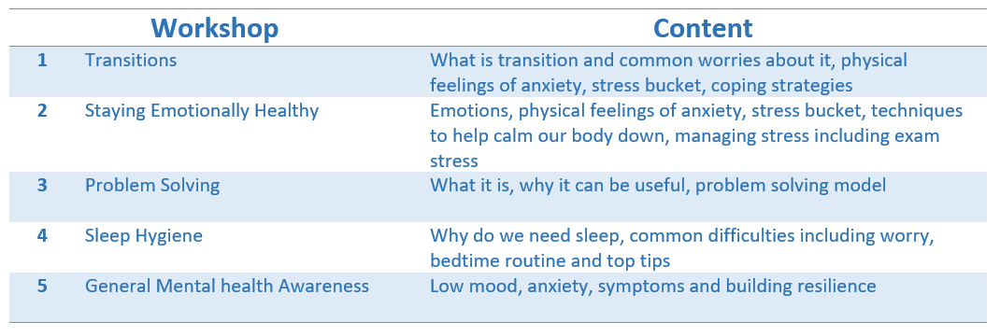 Workshop Content
1 Transitions What is transition and common worries about it, physical
feelings of anxiety, stress bucket, coping strategies
2 Staying Emotionally Healthy Emotions, physical feelings of anxiety, stress bucket, techniques
to help calm our body down, managing stress including exam
stress
3 Problem Solving What it is, why it can be useful, problem solving model
4 Sleep Hygiene Why do we need sleep, common difficulties including worry,
bedtime routine and top tips
5 General Mental health Awareness Low mood, anxiety, symptoms and building resilience